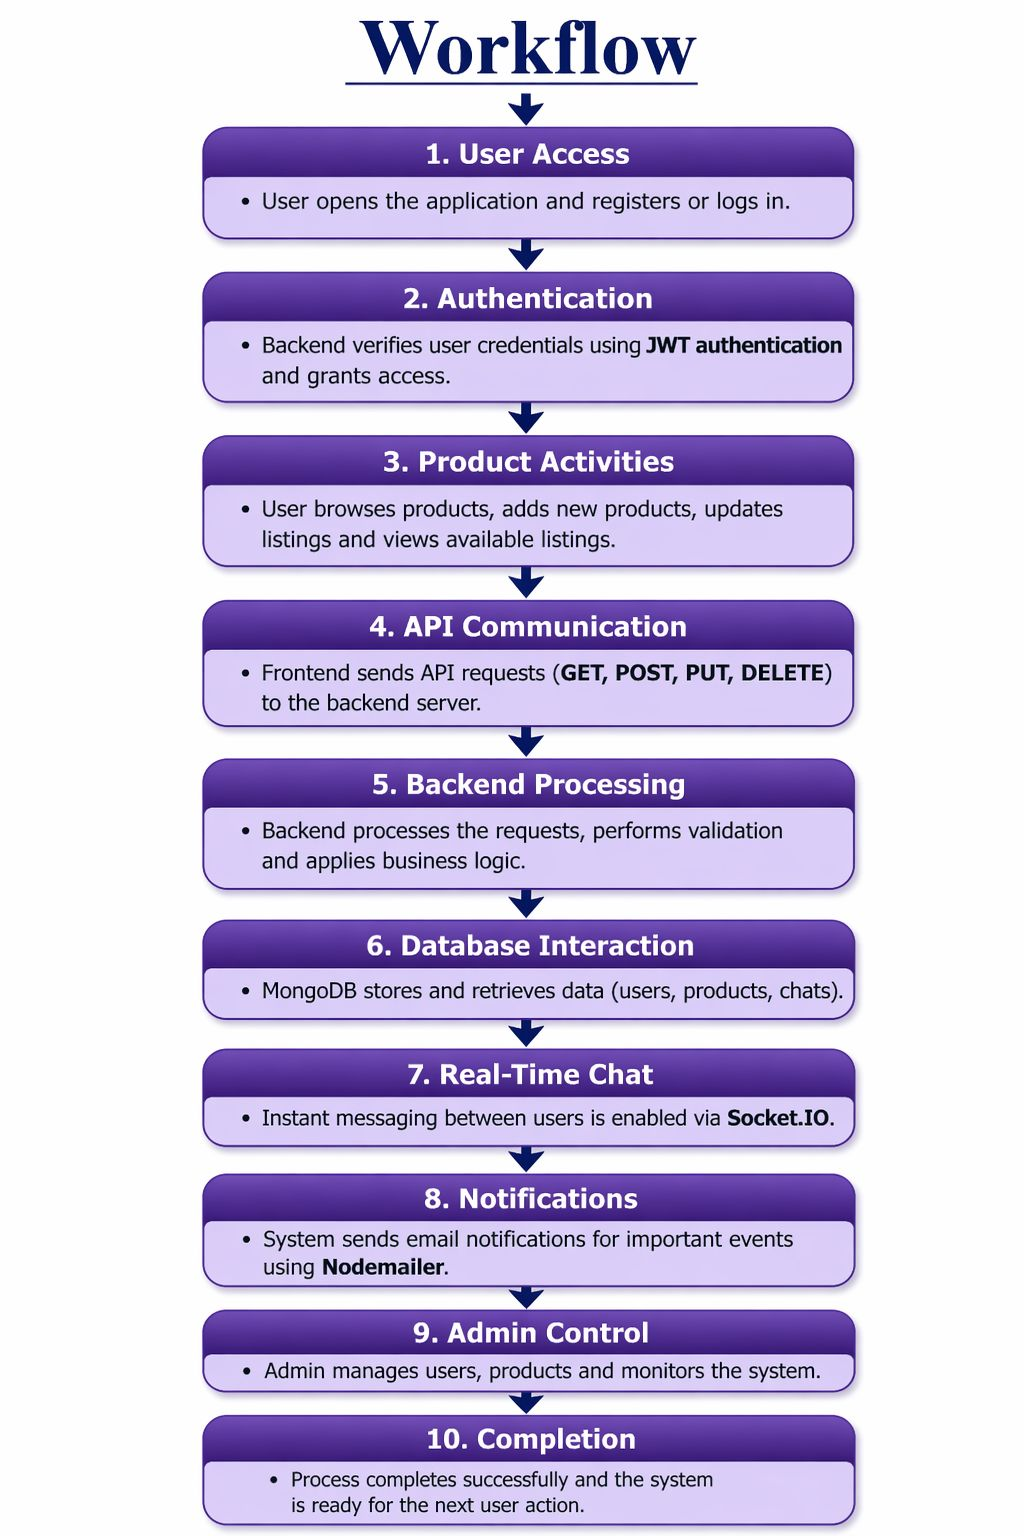 Workflow
1. User Access
• User opens the application and registers or logs in.
2. Authentication
• Backend verifies user credentials using JWT authentication
and grants access.
3. Product Activities
• User browses products, adds new products, updates
listings and views available listings.
4. API Communication
• Frontend sends API requests (GET, POST, PUT, DELETE)
to the backend server.
5. Backend Processing
• Backend processes the requests, performs validation
and applies business logic.
6. Database Interaction
• MongoDB stores and retrieves data (users, products, chats).
7. Real-Time Chat
• Instant messaging between users is enabled via Socket.IO.
8. Notifications
• System sends email notifications for important events
using Nodemailer.
9. Admin Control
• Admin manages users, products and monitors the system.
10. Completion
• Process completes successfully and the system
is ready for the next user action.